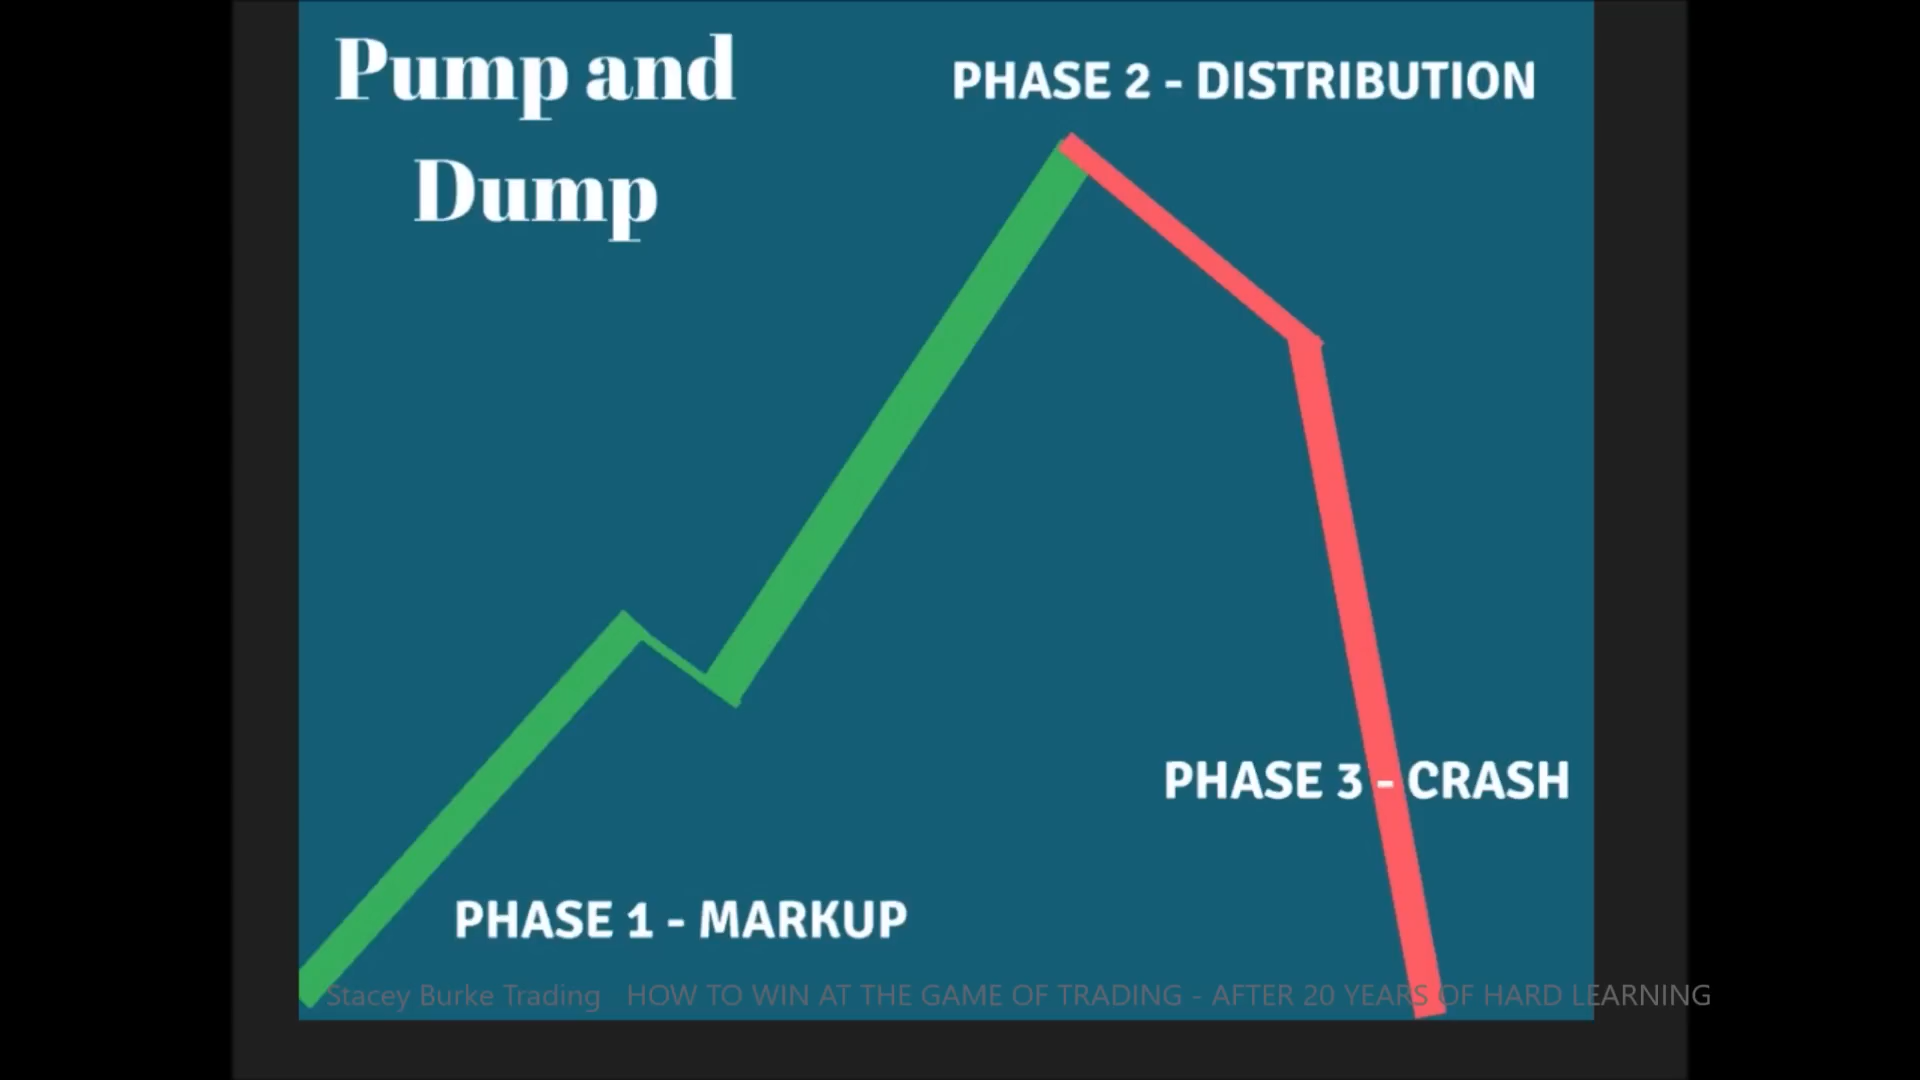 Pump and
Dump
PHASE 2 - DISTRIBUTION
PHASE 3 - CRASH
PHASE 1 - MARKUP
Stacey Burke Trading HOW TO WIN AT THE GAME OF TRADING - AFTER 20 YEARS OF HARD LEARNING